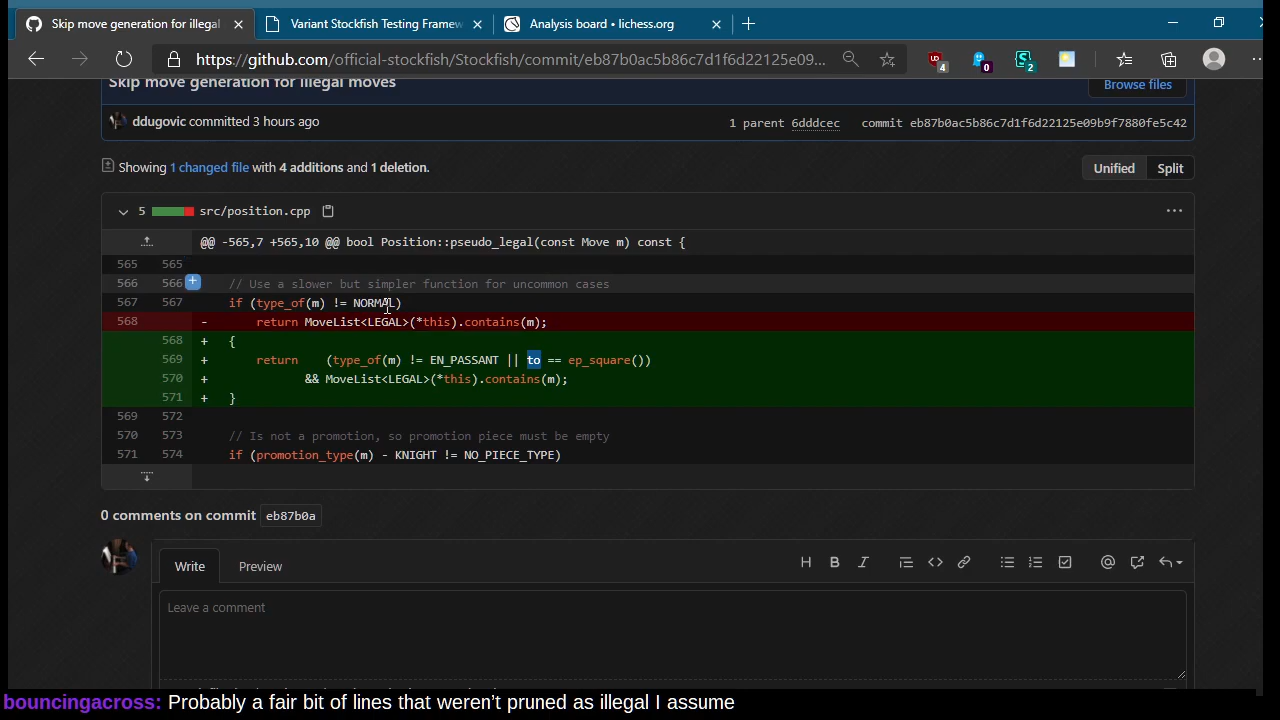 Skip move generation for illegal
Variant Stockfish Testing Framew
Analysis board • lichess.org
https://github.com/official-stockfish/Stockfish/commit/eb87b0ac5b86c7d1f6d22125e09...
4
0
2
Skip move generation for illegal moves
Browse files
ddugovic committed 3 hours ago
1 parent 6dddcec commit eb87b0ac5b86c7d1f6d22125e09b9f7880fe5c42
Showing 1 changed file with 4 additions and 1 deletion.
Unified Split
5 src/position.cpp
@@ -565,7 +565,10 @@ bool Position::pseudo_legal(const Move m) const {
565 565
566 566 + // Use a slower but simpler function for uncommon cases
567 567 if (type_of(m) != NORMAL)
568 - return MoveList<LEGAL>(*this).contains(m);
568 + {
569 + return (type_of(m) != EN_PASSANT || to == ep_square())
570 + && MoveList<LEGAL>(*this).contains(m);
571 + }
569 572
570 573 // Is not a promotion, so promotion piece must be empty
571 574 if (promotion_type(m) - KNIGHT != NO_PIECE_TYPE)
0 comments on commit eb87b0a
Write Preview
Leave a comment
bouncingacross: Probably a fair bit of lines that weren't pruned as illegal I assume